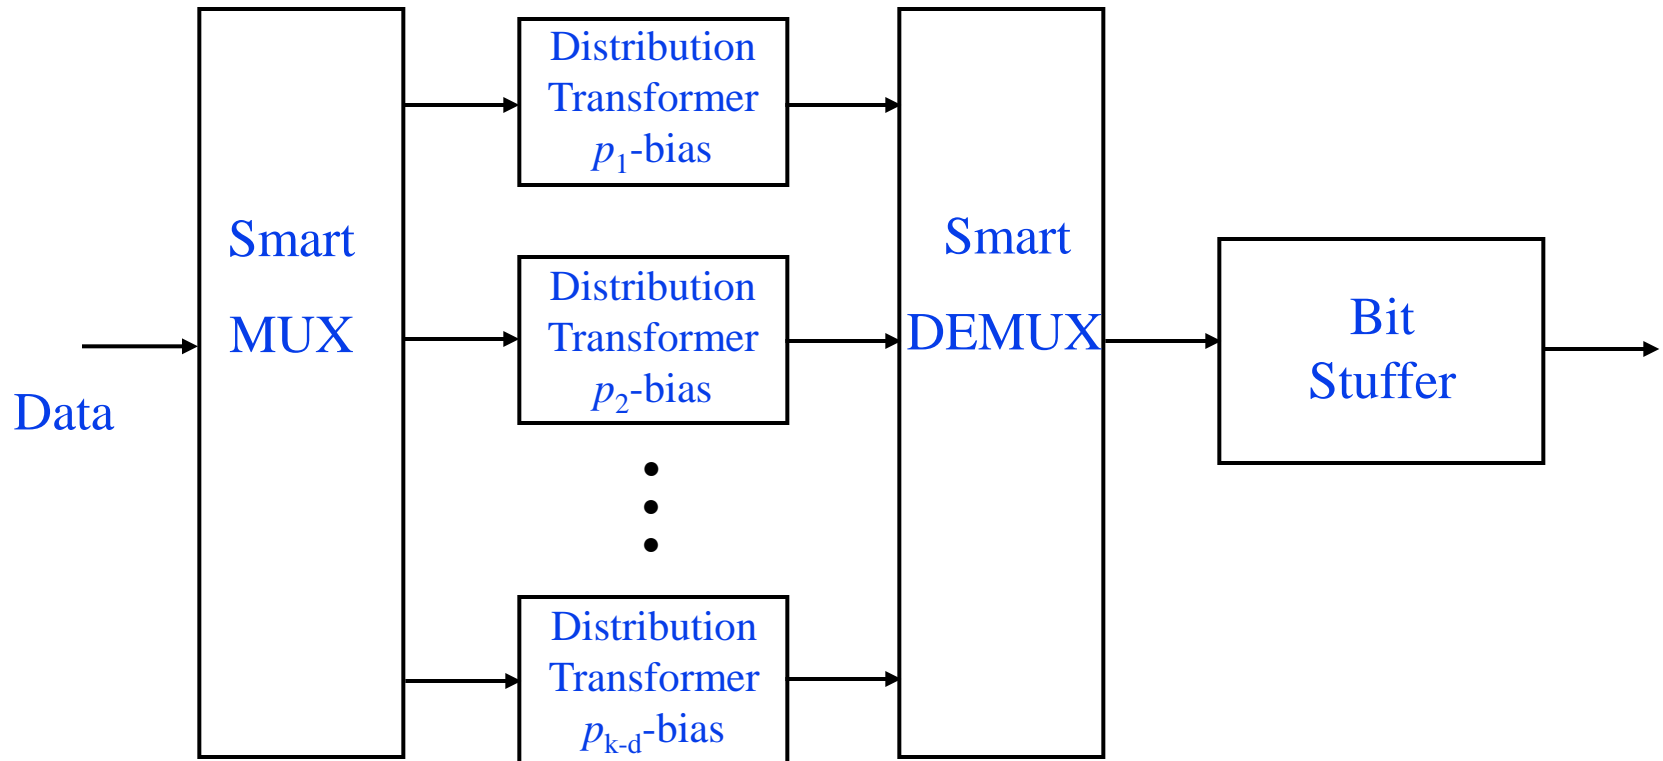 Data
Smart
MUX
Distribution
Transformer
p₁-bias
Distribution
Transformer
p₂-bias
Distribution
Transformer
pₖ₋d-bias
Smart
DEMUX
Bit
Stuffer